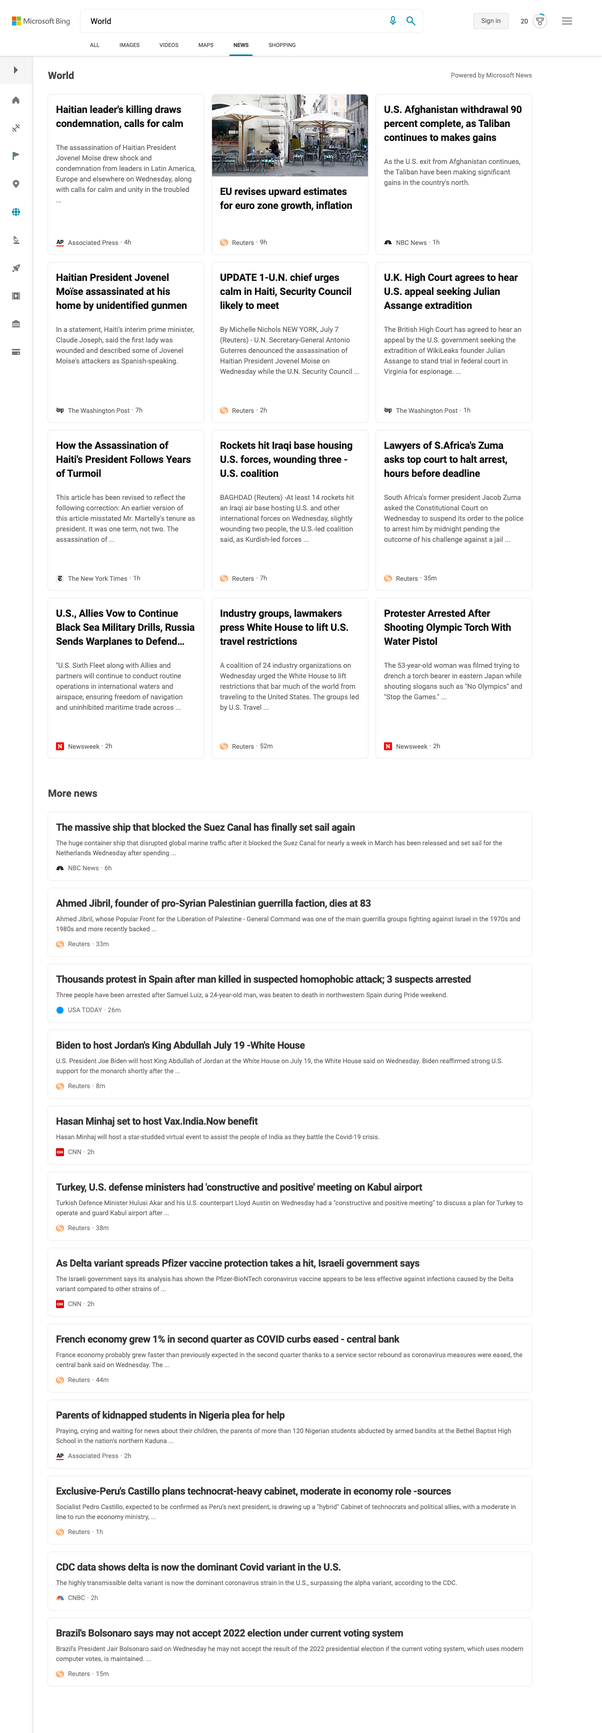 Microsoft Bing
World
Sign in
20
ALL
IMAGES
VIDEOS
MAPS
NEWS
SHOPPING
World
Powered by Microsoft News
Haitian leader's killing draws
condemnation, calls for calm
The assassination of Haitian President
Jovenel Moïse drew shock and
condemnation from leaders in Latin America,
Europe and elsewhere on Wednesday, along
with calls for calm and unity in the troubled
...
AP Associated Press · 4h
EU revises upward estimates
for euro zone growth, inflation
Reuters · 9h
U.S. Afghanistan withdrawal 90
percent complete, as Taliban
continues to makes gains
As the U.S. exit from Afghanistan continues,
the Taliban have been making significant
gains in the country's north.
NBC News · 1h
Haitian President Jovenel
Moïse assassinated at his
home by unidentified gunmen
In a statement, Haiti's interim prime minister,
Claude Joseph, said the first lady was
wounded and described some of Jovenel
Moïse's attackers as Spanish-speaking.
wp The Washington Post · 7h
UPDATE 1-U.N. chief urges
calm in Haiti, Security Council
likely to meet
By Michelle Nichols NEW YORK, July 7
(Reuters) - U.N. Secretary-General Antonio
Guterres denounced the assassination of
Haitian President Jovenel Moise on
Wednesday while the U.N. Security Council ...
Reuters · 2h
U.K. High Court agrees to hear
U.S. appeal seeking Julian
Assange extradition
The British High Court has agreed to hear an
appeal by the U.S. government seeking the
extradition of WikiLeaks founder Julian
Assange to stand trial in federal court in
Virginia for espionage. ...
wp The Washington Post · 1h
How the Assassination of
Haiti's President Follows Years
of Turmoil
This article has been revised to reflect the
following correction: An earlier version of
this article misstated Mr. Martelly's tenure as
president. It was one term, not two. The
assassination of ...
The New York Times · 1h
Rockets hit Iraqi base housing
U.S. forces, wounding three -
U.S. coalition
BAGHDAD (Reuters) -At least 14 rockets hit
an Iraqi air base hosting U.S. and other
international forces on Wednesday, slightly
wounding two people, the U.S.-led coalition
said, as Kurdish-led forces ...
Reuters · 7h
Lawyers of S.Africa's Zuma
asks top court to halt arrest,
hours before deadline
South Africa's former president Jacob Zuma
asked the Constitutional Court on
Wednesday to suspend its order to the police
to arrest him by midnight pending the
outcome of his challenge against a jail ...
Reuters · 35m
U.S., Allies Vow to Continue
Black Sea Military Drills, Russia
Sends Warplanes to Defend...
"U.S. Sixth Fleet along with Allies and
partners will continue to conduct routine
operations in international waters and
airspace, ensuring freedom of navigation
and uninhibited maritime trade across ...
N Newsweek · 2h
Industry groups, lawmakers
press White House to lift U.S.
travel restrictions
A coalition of 24 industry organizations on
Wednesday urged the White House to lift
restrictions that bar much of the world from
traveling to the United States. The groups led
by U.S. Travel ...
Reuters · 52m
Protester Arrested After
Shooting Olympic Torch With
Water Pistol
The 53-year-old woman was filmed trying to
drench a torch bearer in eastern Japan while
shouting slogans such as "No Olympics" and
"Stop the Games." ...
N Newsweek · 2h
More news
The massive ship that blocked the Suez Canal has finally set sail again
The huge container ship that disrupted global marine traffic after it blocked the Suez Canal for nearly a week in March has been released and set sail for the
Netherlands Wednesday after spending ...
NBC News · 6h
Ahmed Jibril, founder of pro-Syrian Palestinian guerrilla faction, dies at 83
Ahmed Jibril, whose Popular Front for the Liberation of Palestine - General Command was one of the main guerrilla groups fighting against Israel in the 1970s and
1980s and more recently backed ...
Reuters · 33m
Thousands protest in Spain after man killed in suspected homophobic attack; 3 suspects arrested
Three people have been arrested after Samuel Luiz, a 24-year-old man, was beaten to death in northwestern Spain during Pride weekend.
USA TODAY · 26m
Biden to host Jordan's King Abdullah July 19 -White House
U.S. President Joe Biden will host King Abdullah of Jordan at the White House on July 19, the White House said on Wednesday. Biden reaffirmed strong U.S.
support for the monarch shortly after the ...
Reuters · 8m
Hasan Minhaj set to host Vax.India.Now benefit
Hasan Minhaj will host a star-studded virtual event to assist the people of India as they battle the Covid-19 crisis.
CNN CNN · 2h
Turkey, U.S. defense ministers had 'constructive and positive' meeting on Kabul airport
Turkish Defence Minister Hulusi Akar and his U.S. counterpart Lloyd Austin on Wednesday had a "constructive and positive meeting" to discuss a plan for Turkey to
operate and guard Kabul airport after ...
Reuters · 38m
As Delta variant spreads Pfizer vaccine protection takes a hit, Israeli government says
The Israeli government says its analysis has shown the Pfizer-BioNTech coronavirus vaccine appears to be less effective against infections caused by the Delta
variant compared to other strains of ...
CNN CNN · 2h
French economy grew 1% in second quarter as COVID curbs eased - central bank
France economy probably grew faster than previously expected in the second quarter thanks to a service sector rebound as coronavirus measures were eased, the
central bank said on Wednesday. The ...
Reuters · 44m
Parents of kidnapped students in Nigeria plea for help
Praying, crying and waiting for news about their children, the parents of more than 120 Nigerian students abducted by armed bandits at the Bethel Baptist High
School in the nation's northern Kaduna ...
AP Associated Press · 2h
Exclusive-Peru's Castillo plans technocrat-heavy cabinet, moderate in economy role -sources
Socialist Pedro Castillo, expected to be confirmed as Peru's next president, is drawing up a "hybrid" Cabinet of technocrats and political allies, with a moderate in
line to run the economy ministry, ...
Reuters · 1h
CDC data shows delta is now the dominant Covid variant in the U.S.
The highly transmissible delta variant is now the dominant coronavirus strain in the U.S., surpassing the alpha variant, according to the CDC.
CNBC · 2h
Brazil's Bolsonaro says may not accept 2022 election under current voting system
Brazil's President Jair Bolsonaro said on Wednesday he may not accept the result of the 2022 presidential election if the current voting system, which uses modern
computer votes, is maintained. ...
Reuters · 15m